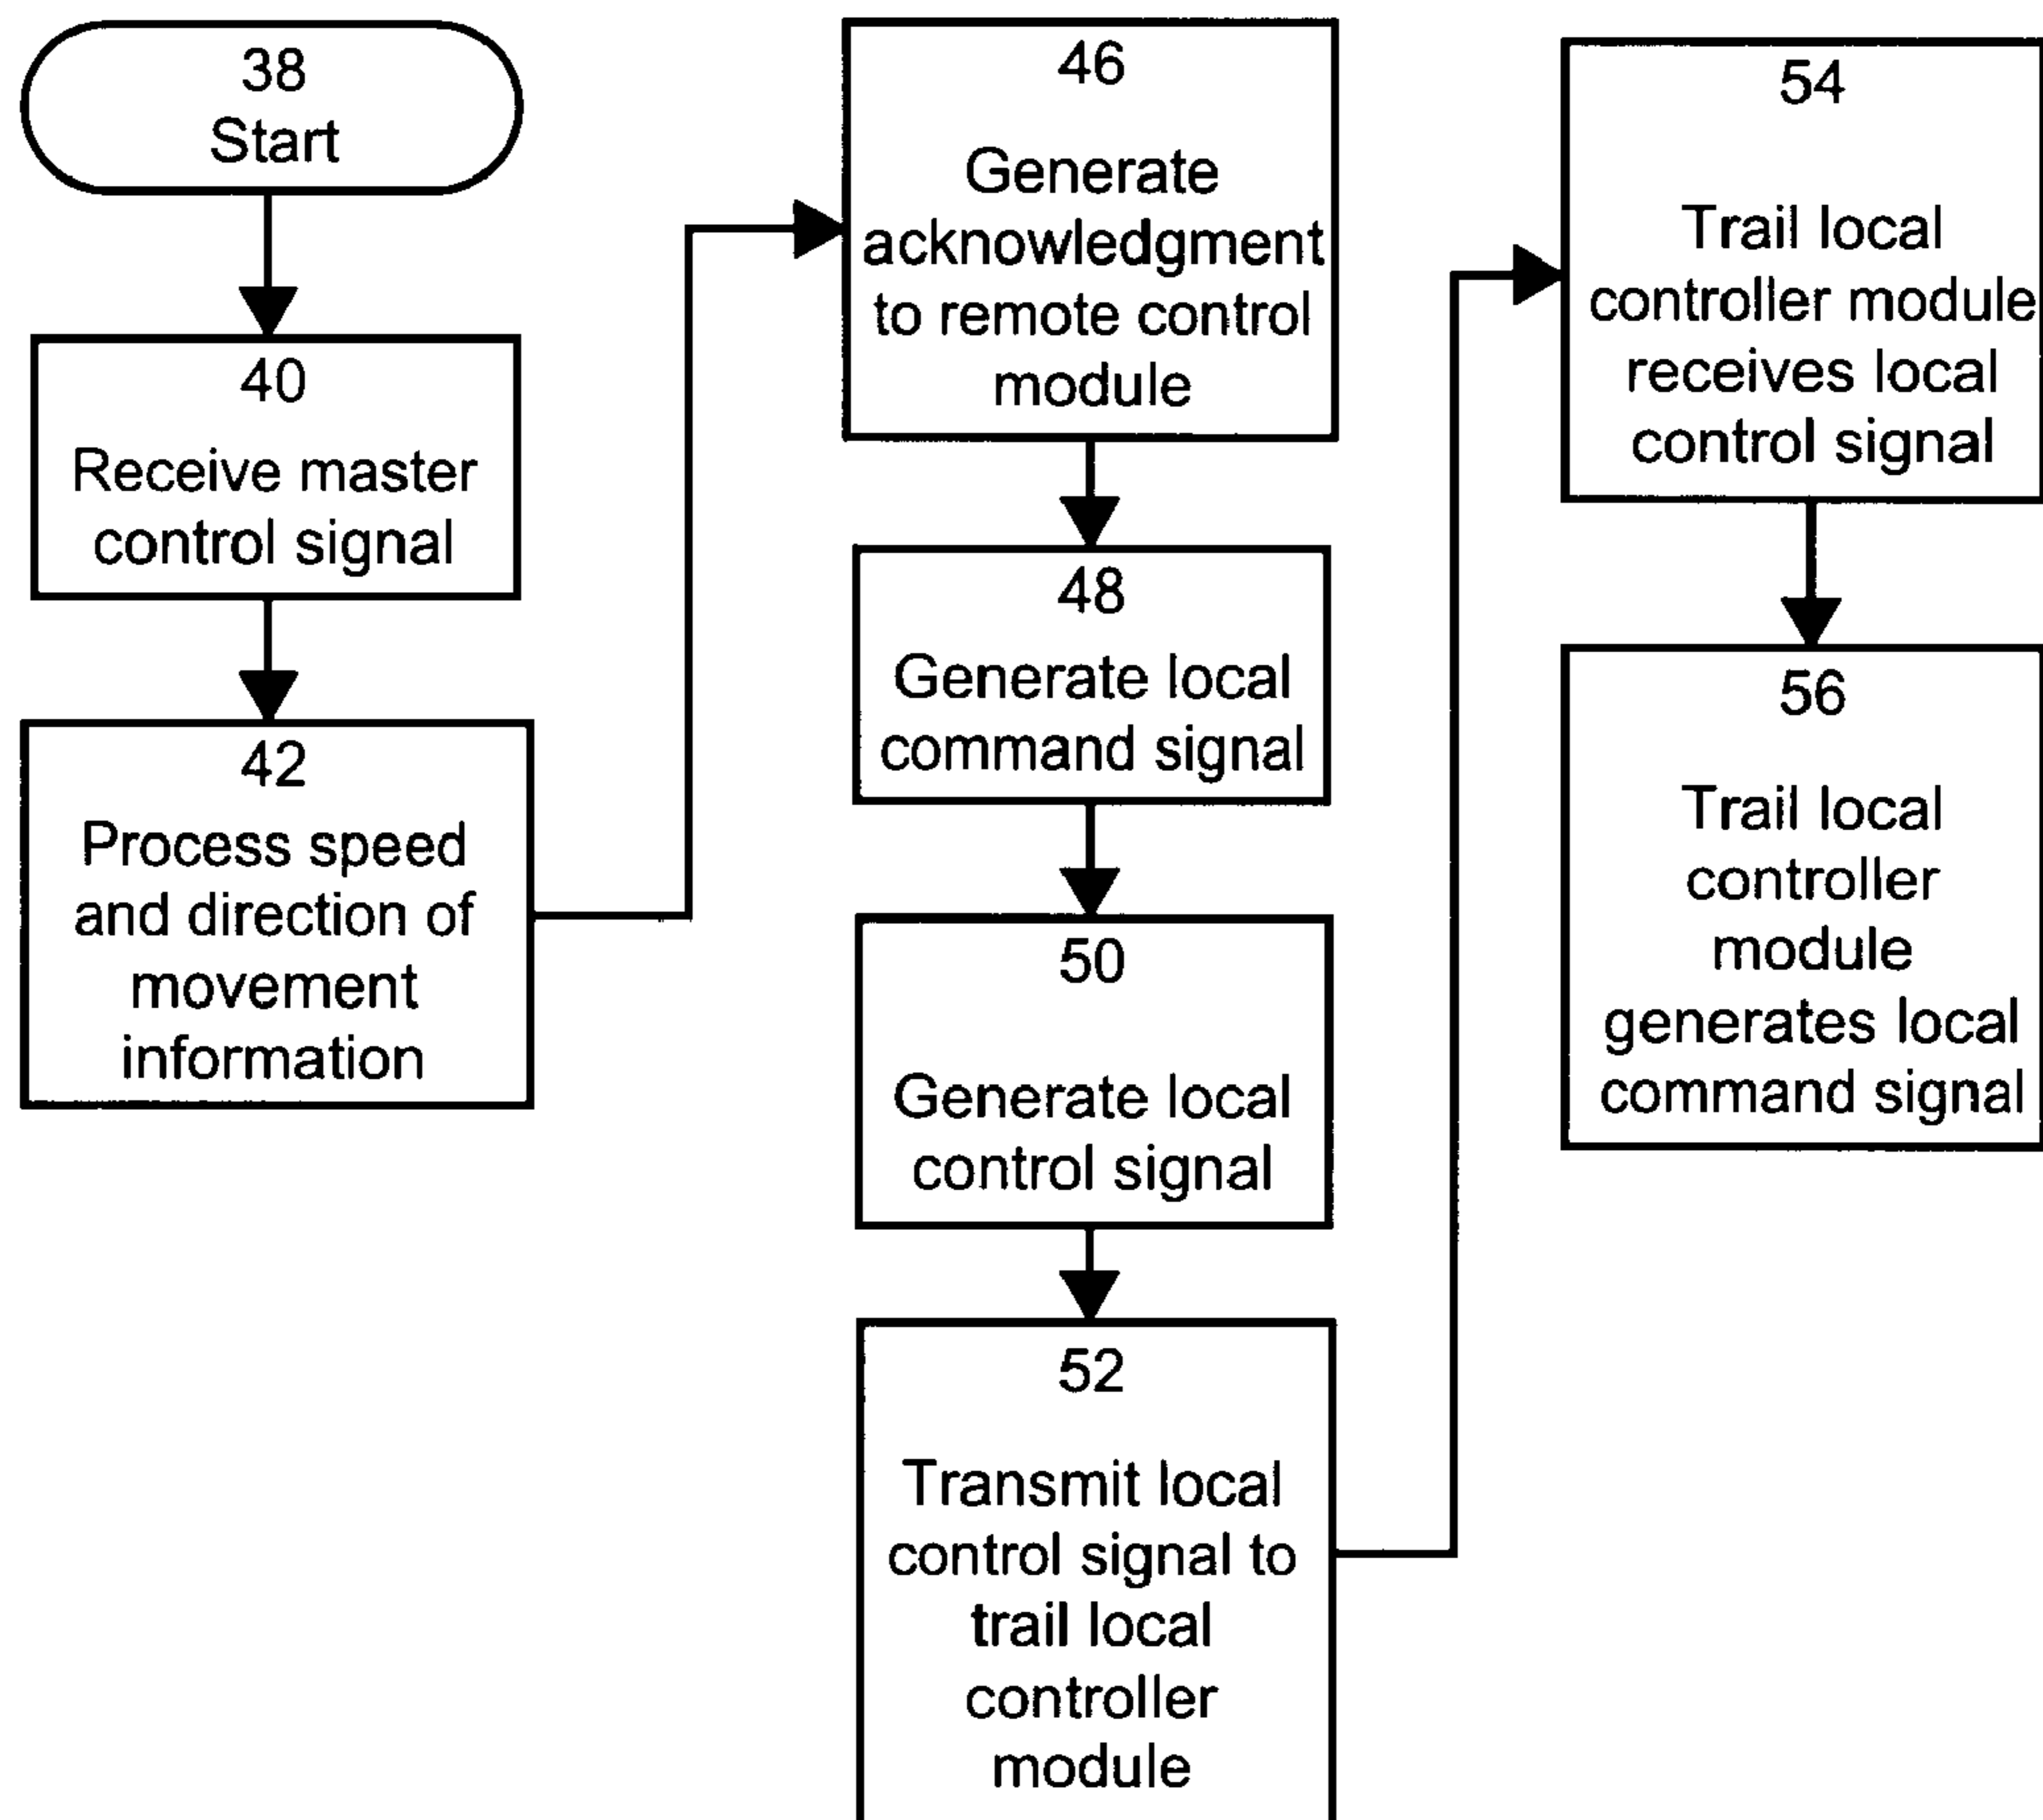 38
Start
40
Receive master
control signal
42
Process speed
and direction of
movement
information
46
Generate
acknowledgment
to remote control
module
48
Generate local
command signal
50
Generate local
control signal
52
Transmit local
control signal to
trail local
controller
module
54
Trail local
controller module
receives local
control signal
56
Trail local
controller
module
generates local
command signal